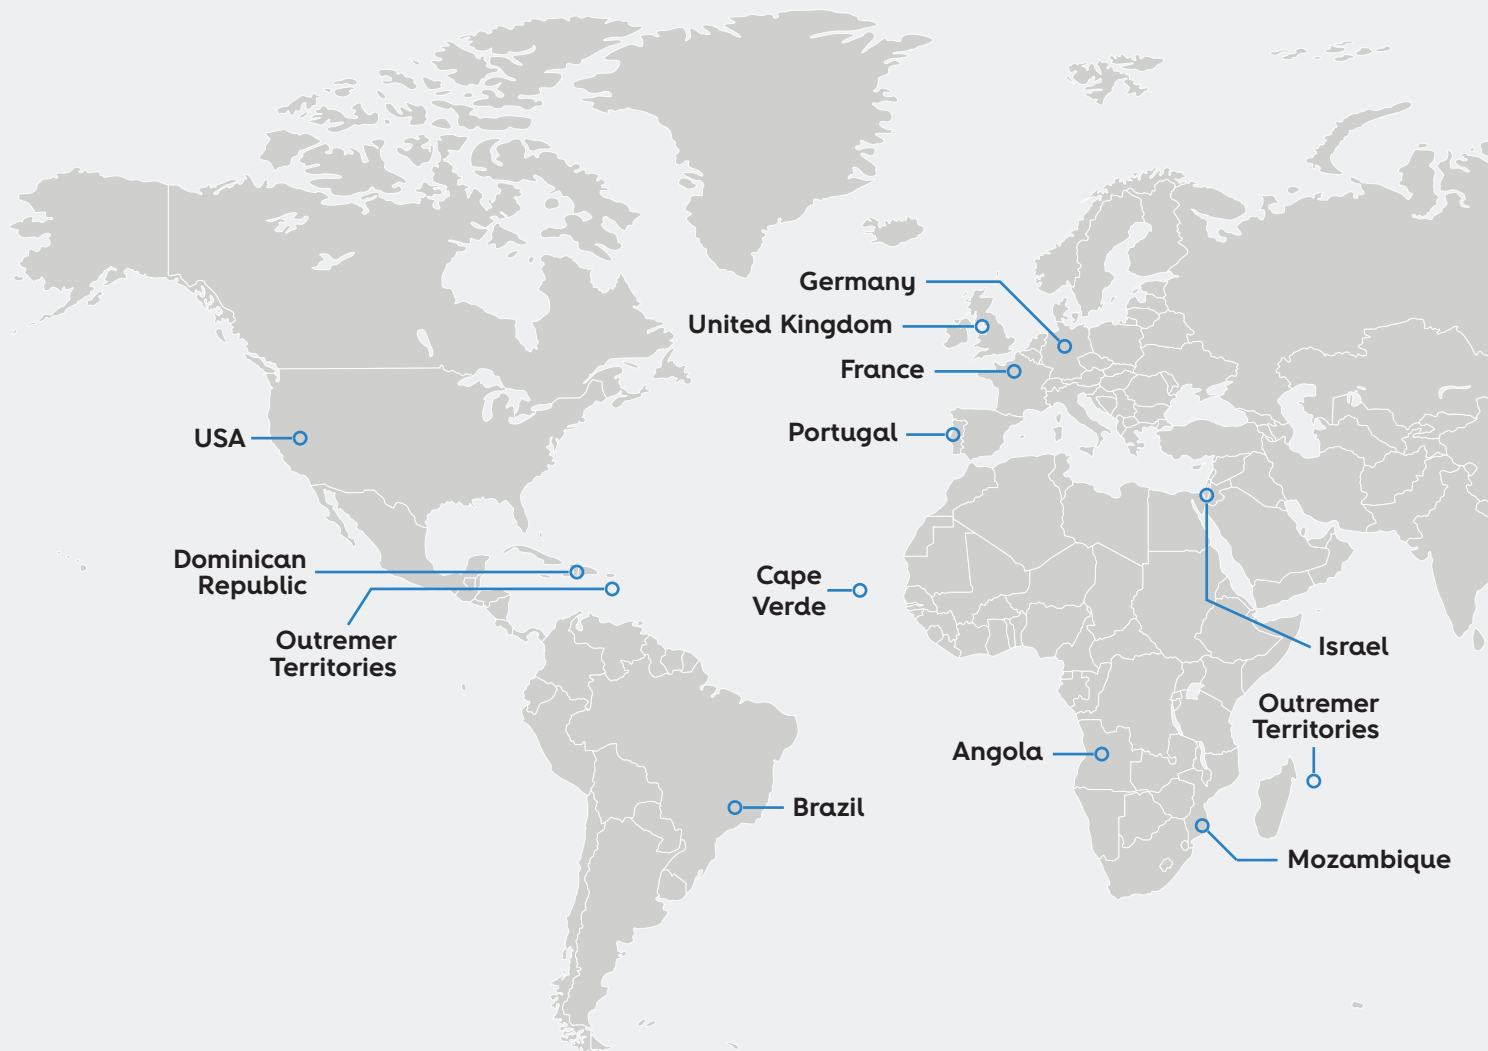 Germany
United Kingdom
France
Portugal
USA
Dominican
Republic
Outremer
Territories
Cape
Verde
Israel
Outremer
Territories
Angola
Brazil
Mozambique